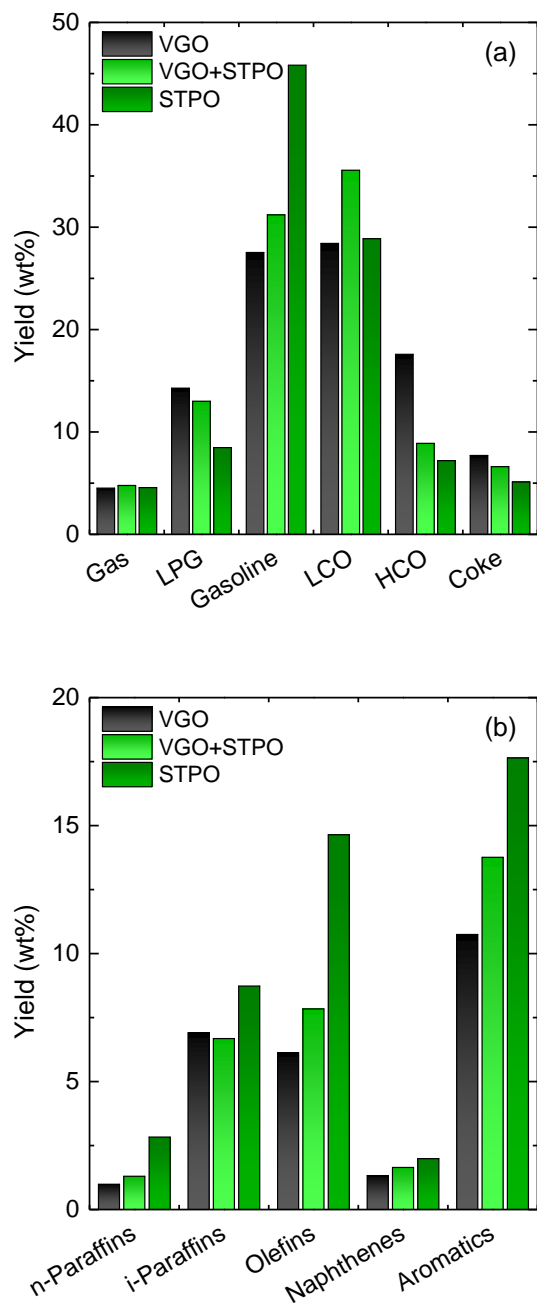 (a)
VGO
VGO+STPO
STPO
50
40
30
20
10
0
Yield (wt%)
Gas
LPG
Gasoline
LCO
HCO
Coke
(b)
VGO
VGO+STPO
STPO
20
15
10
5
0
Yield (wt%)
n-Paraffins
i-Paraffins
Olefins
Naphthenes
Aromatics